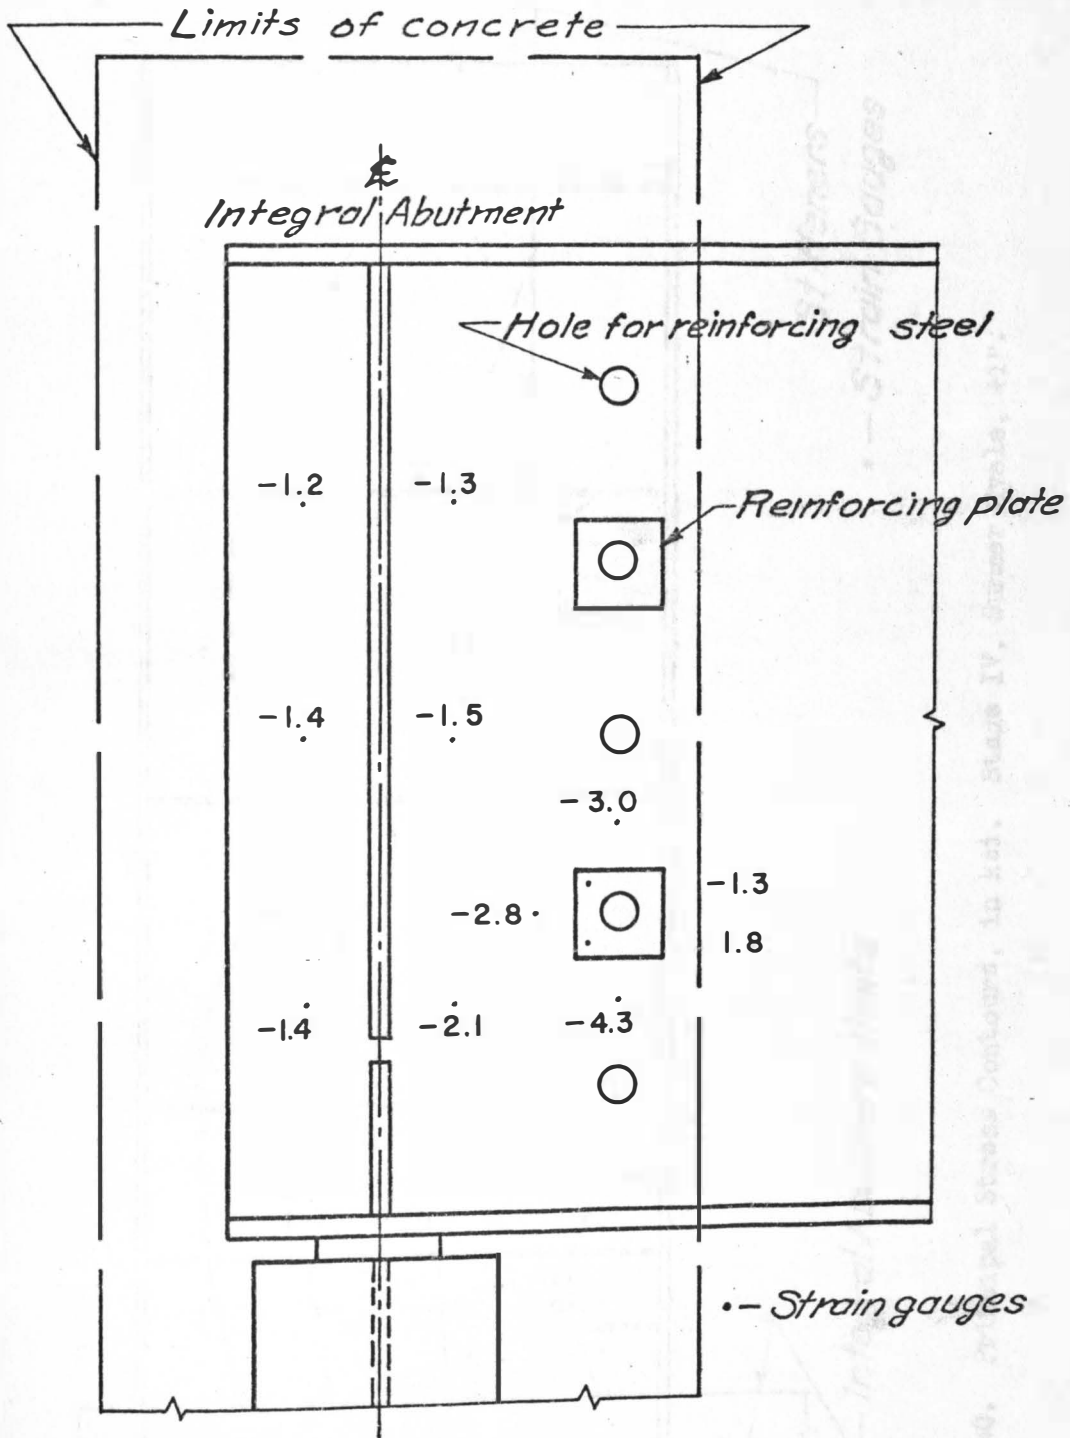 Limits of concrete
℄
Integral Abutment
Hole for reinforcing steel
-1.2
-1.3
Reinforcing plate
-1.4
-1.5
-3.0
-1.3
-2.8
1.8
-1.4
-2.1
-4.3
•- Strain gauges